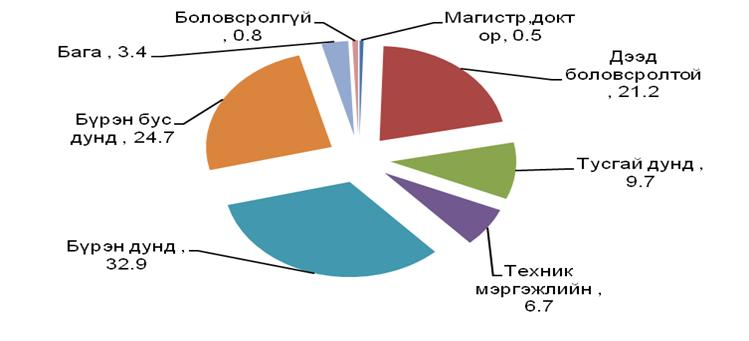 Боловсролгүй
, 0.8
Магистр,докт
ор, 0.5
Бага , 3.4
Дээд
боловсролтой
, 21.2
Бүрэн бус
дунд , 24.7
Тусгай дунд ,
9.7
Бүрэн дунд ,
32.9
Техник
мэргэжлийн ,
6.7